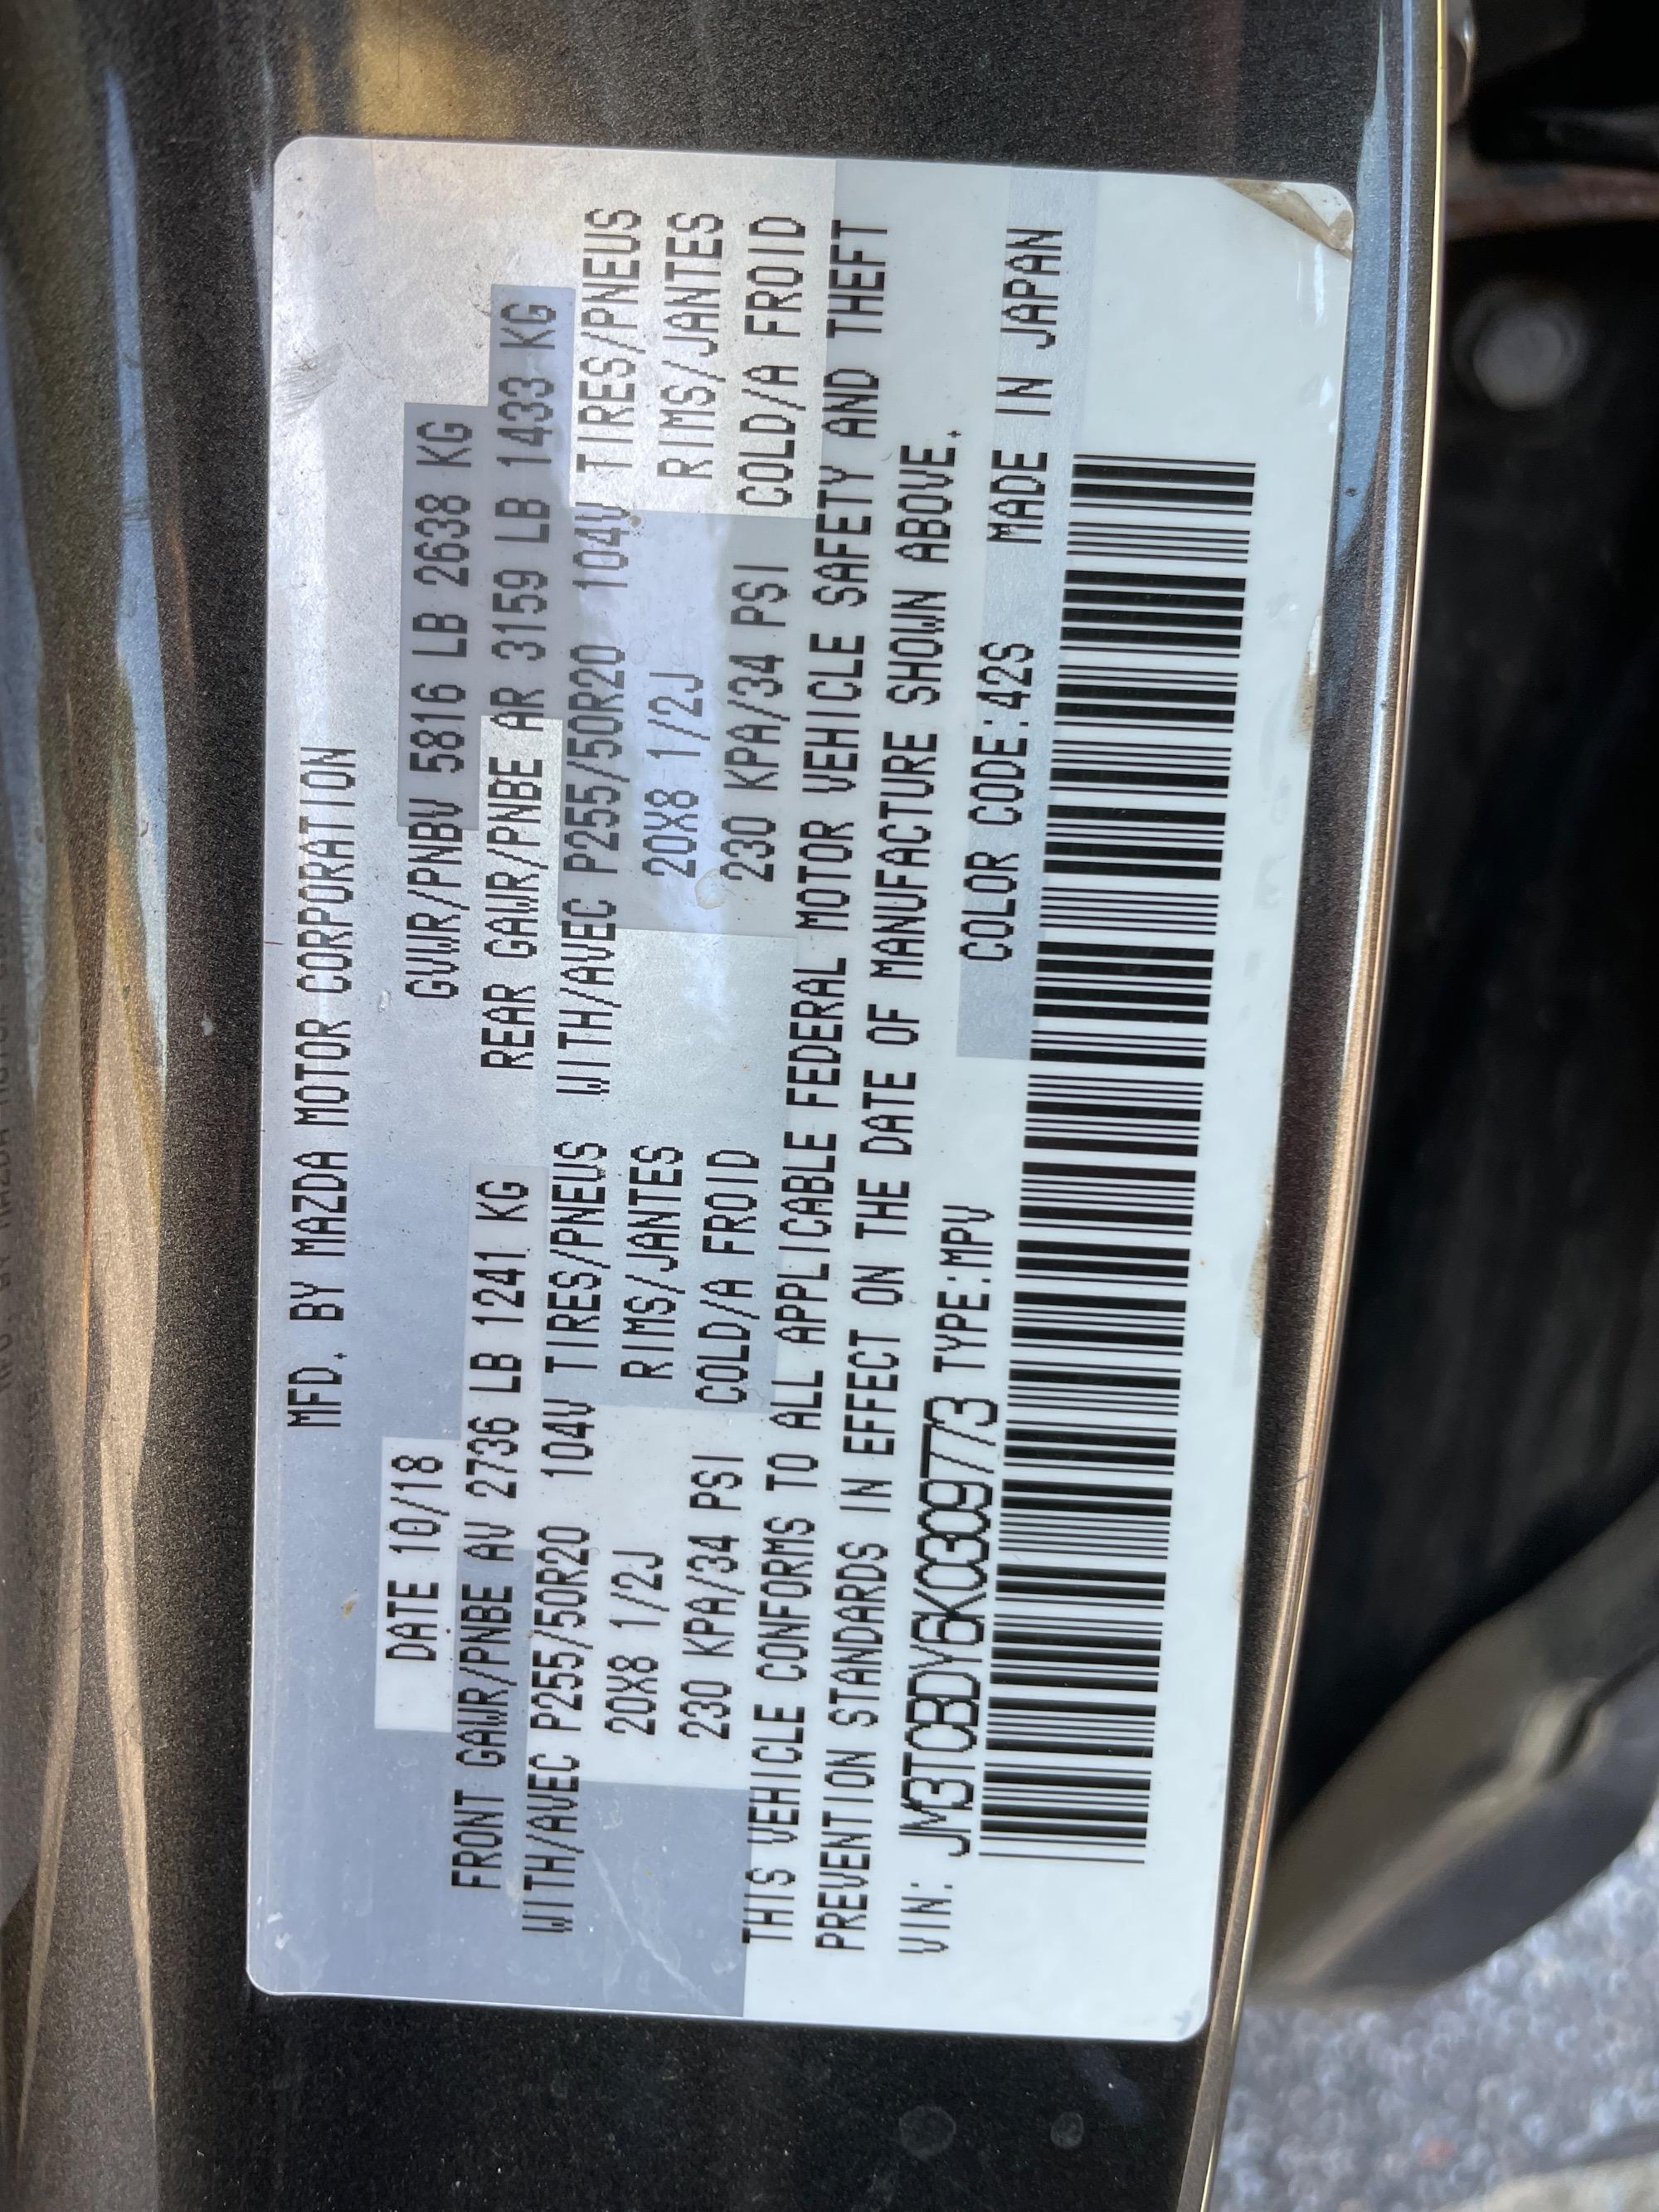 MFD. BY MAZDA MOTOR CORPORATION
DATE 10/18 GVWR/PNBV 5816 LB 2638 KG
FRONT GAWR/PNBE AV 2736 LB 1241 KG REAR GAWR/PNBE AR 3159 LB 1433 KG
WITH/AVEC P255/50R20 104V TIRES/PNEUS WITH/AVEC P255/50R20 104V TIRES/PNEUS
20X8 1/2J RIMS/JANTES 20X8 1/2J RIMS/JANTES
230 KPA/34 PSI COLD/A FROID 230 KPA/34 PSI COLD/A FROID
THIS VEHICLE CONFORMS TO ALL APPLICABLE FEDERAL MOTOR VEHICLE SAFETY AND THEFT
PREVENTION STANDARDS IN EFFECT ON THE DATE OF MANUFACTURE SHOWN ABOVE.
VIN: JM3TCBDY6K0309773 TYPE:MPV COLOR CODE:42S MADE IN JAPAN